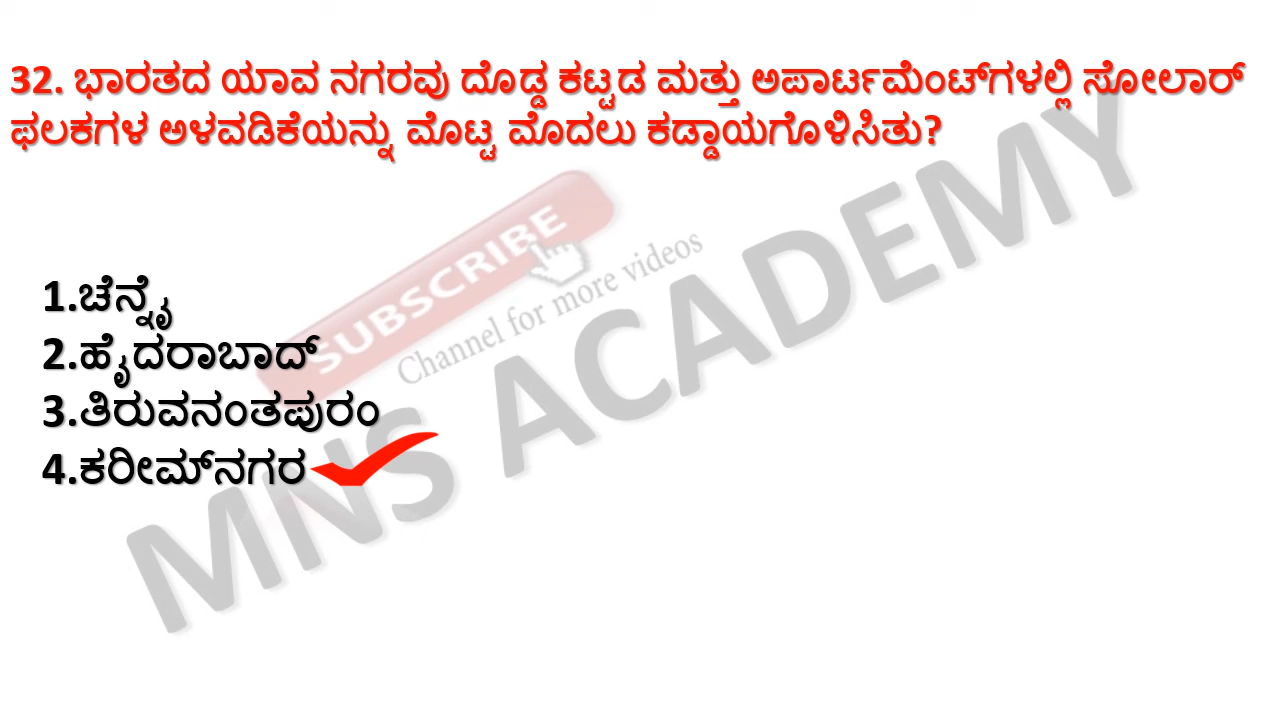 32. ಭಾರತದ ಯಾವ ನಗರವು ದೊಡ್ಡ ಕಟ್ಟಡ ಮತ್ತು ಅಪಾರ್ಟಮೆಂಟ್‌ಗಳಲ್ಲಿ ಸೋಲಾರ್
ಫಲಕಗಳ ಅಳವಡಿಕೆಯನ್ನು ಮೊಟ್ಟ ಮೊದಲು ಕಡ್ಡಾಯಗೊಳಿಸಿತು?
SUBSCRIBE
Channel for more videos
MNS ACADEMY
1.ಚೆನ್ನೈ
2.ಹೈದರಾಬಾದ್
3.ತಿರುವನಂತಪುರಂ
4.ಕರೀಮ್‌ನಗರ